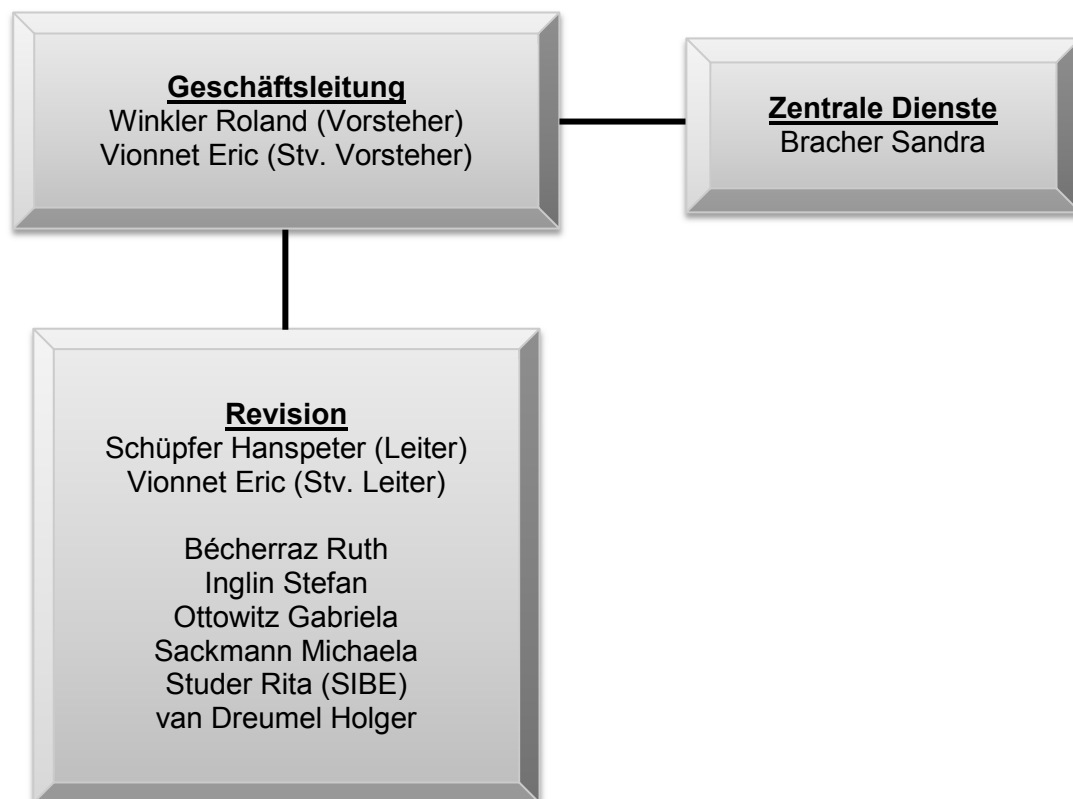 Geschäftsleitung
Winkler Roland (Vorsteher)
Vionnet Eric (Stv. Vorsteher)
Zentrale Dienste
Bracher Sandra
Revision
Schüpfer Hanspeter (Leiter)
Vionnet Eric (Stv. Leiter)
Bécherraz Ruth
Inglin Stefan
Ottowitz Gabriela
Sackmann Michaela
Studer Rita (SIBE)
van Dreumel Holger